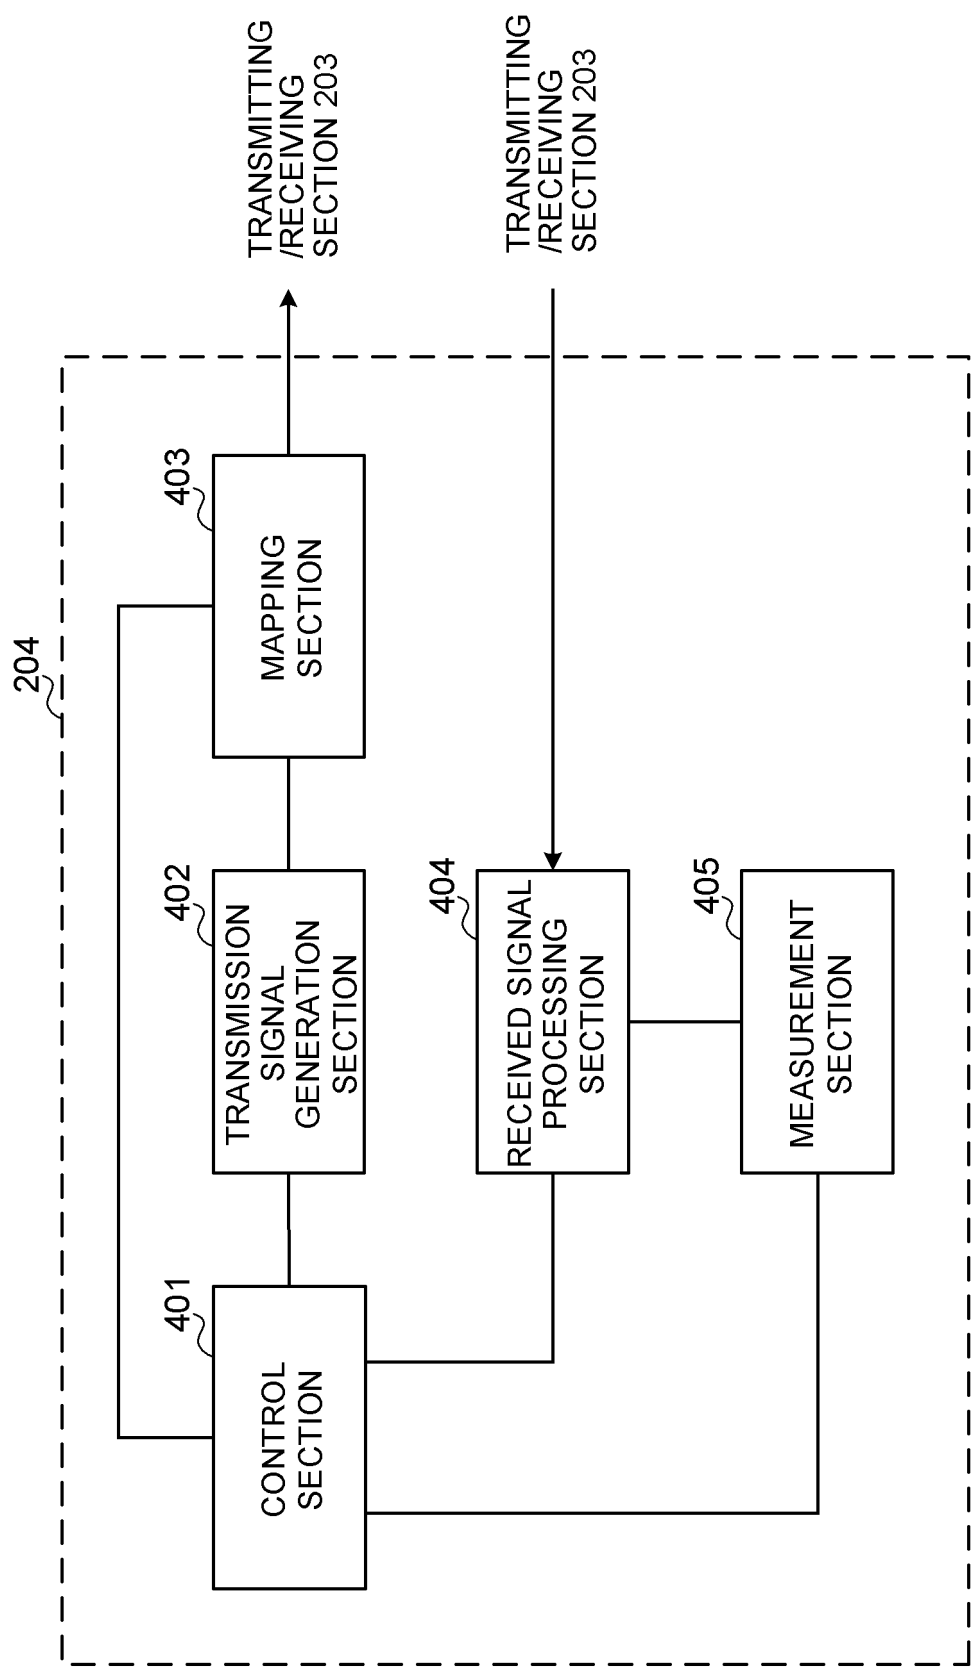 204
401
CONTROL
SECTION
402
TRANSMISSION
SIGNAL
GENERATION
SECTION
403
MAPPING
SECTION
TRANSMITTING
/RECEIVING
SECTION 203
404
RECEIVED SIGNAL
PROCESSING
SECTION
TRANSMITTING
/RECEIVING
SECTION 203
405
MEASUREMENT
SECTION